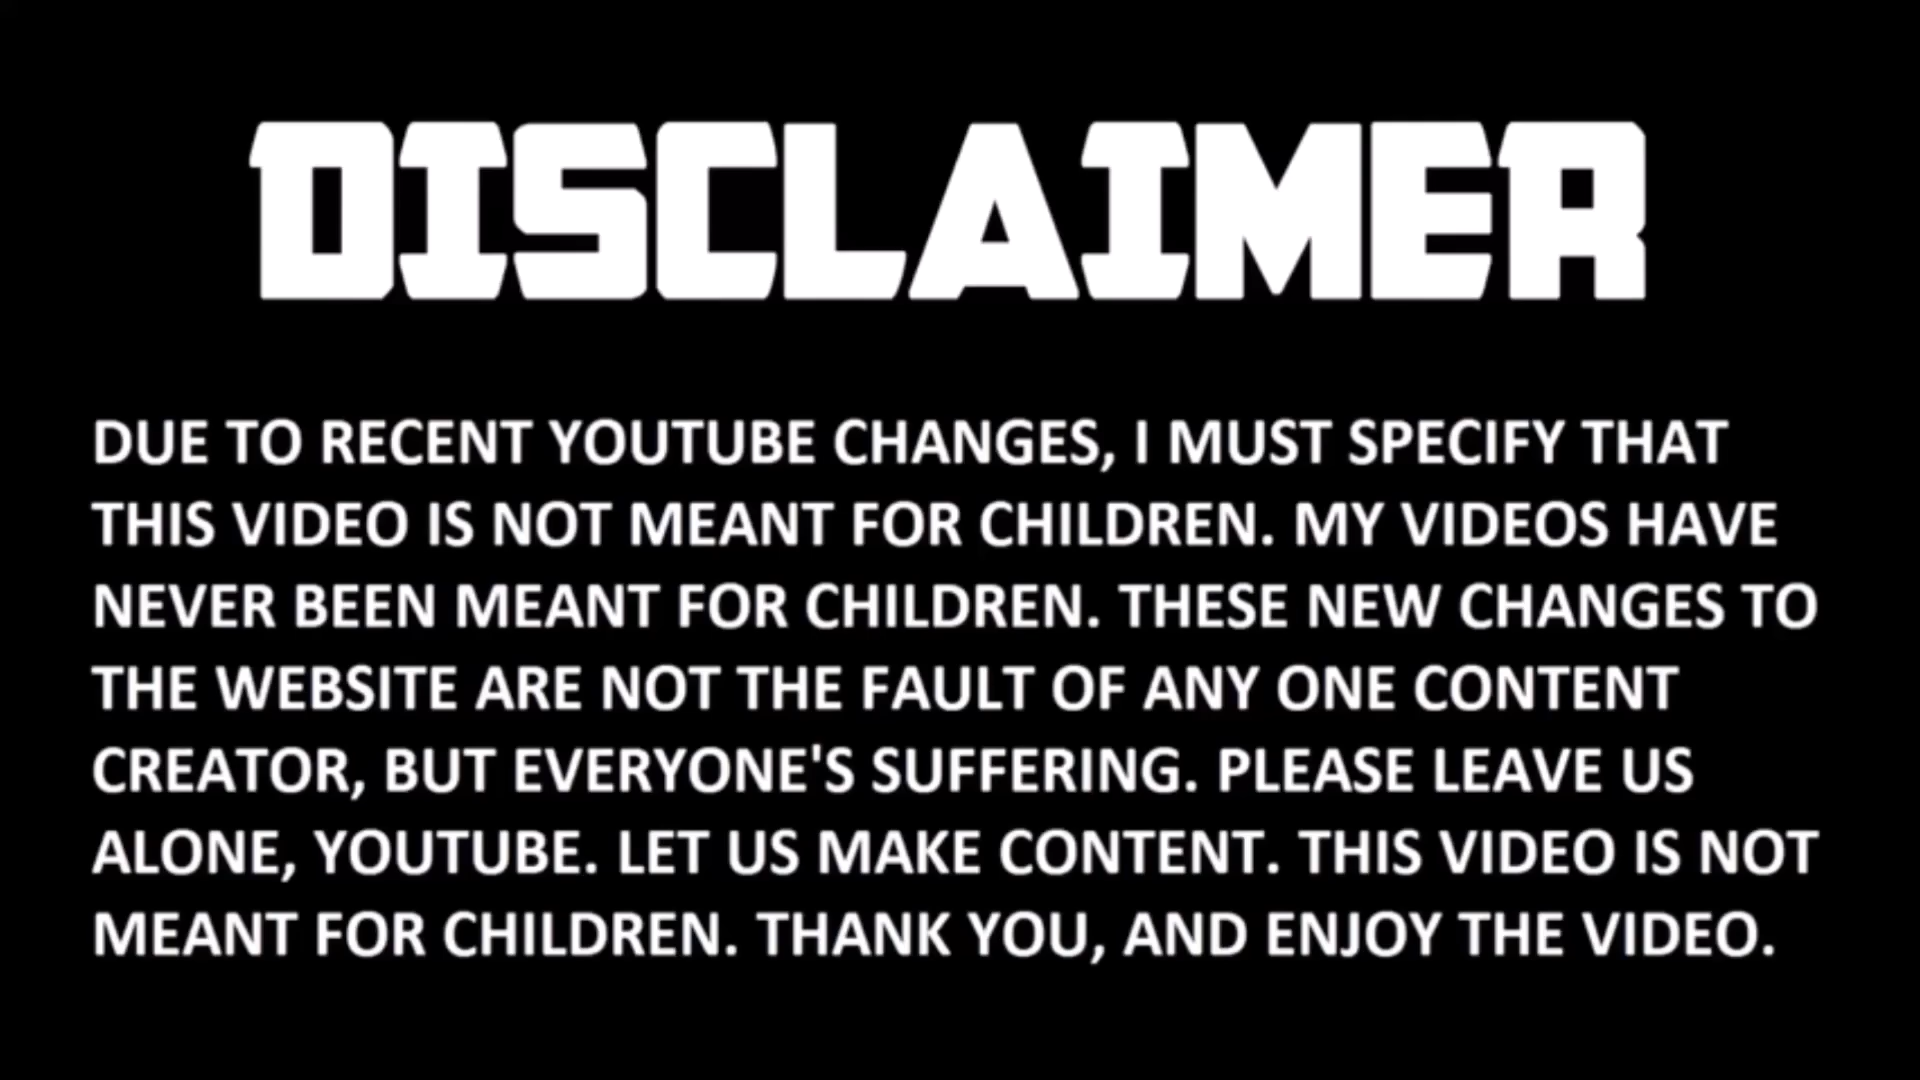 DISCLAIMER
DUE TO RECENT YOUTUBE CHANGES, I MUST SPECIFY THAT
THIS VIDEO IS NOT MEANT FOR CHILDREN. MY VIDEOS HAVE
NEVER BEEN MEANT FOR CHILDREN. THESE NEW CHANGES TO
THE WEBSITE ARE NOT THE FAULT OF ANY ONE CONTENT
CREATOR, BUT EVERYONE'S SUFFERING. PLEASE LEAVE US
ALONE, YOUTUBE. LET US MAKE CONTENT. THIS VIDEO IS NOT
MEANT FOR CHILDREN. THANK YOU, AND ENJOY THE VIDEO.